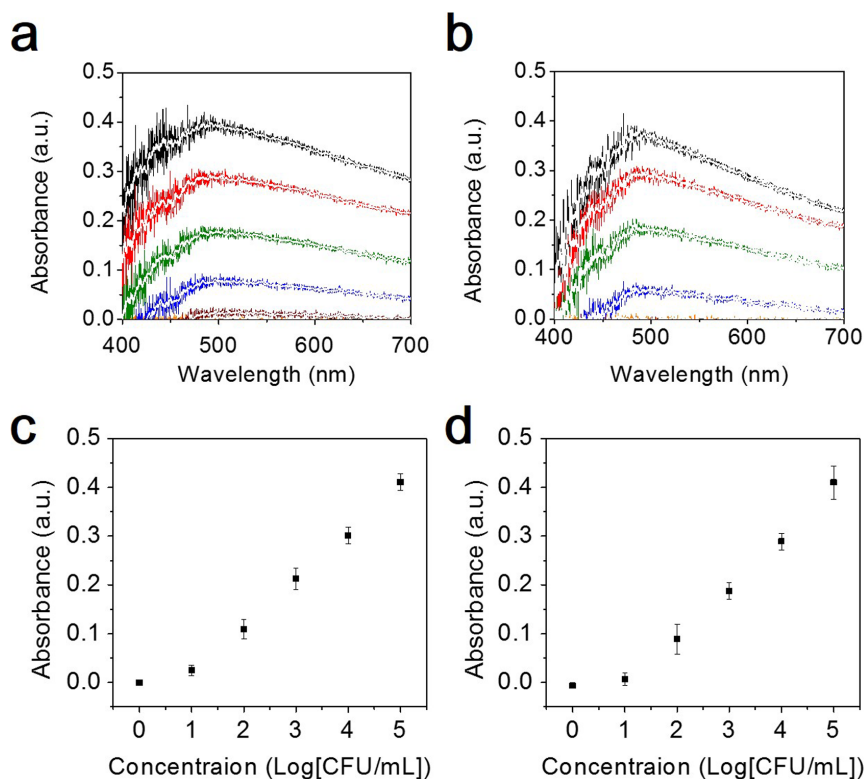 a
b
0.5
0.4
0.3
0.2
0.1
0.0
Absorbance (a.u.)
400 500 600 700
Wavelength (nm)
0.5
0.4
0.3
0.2
0.1
0.0
Absorbance (a.u.)
400 500 600 700
Wavelength (nm)
c
d
0.5
0.4
0.3
0.2
0.1
0.0
Absorbance (a.u.)
0 1 2 3 4 5
Concentraion (Log[CFU/mL])
0.5
0.4
0.3
0.2
0.1
0.0
Absorbance (a.u.)
0 1 2 3 4 5
Concentraion (Log[CFU/mL])